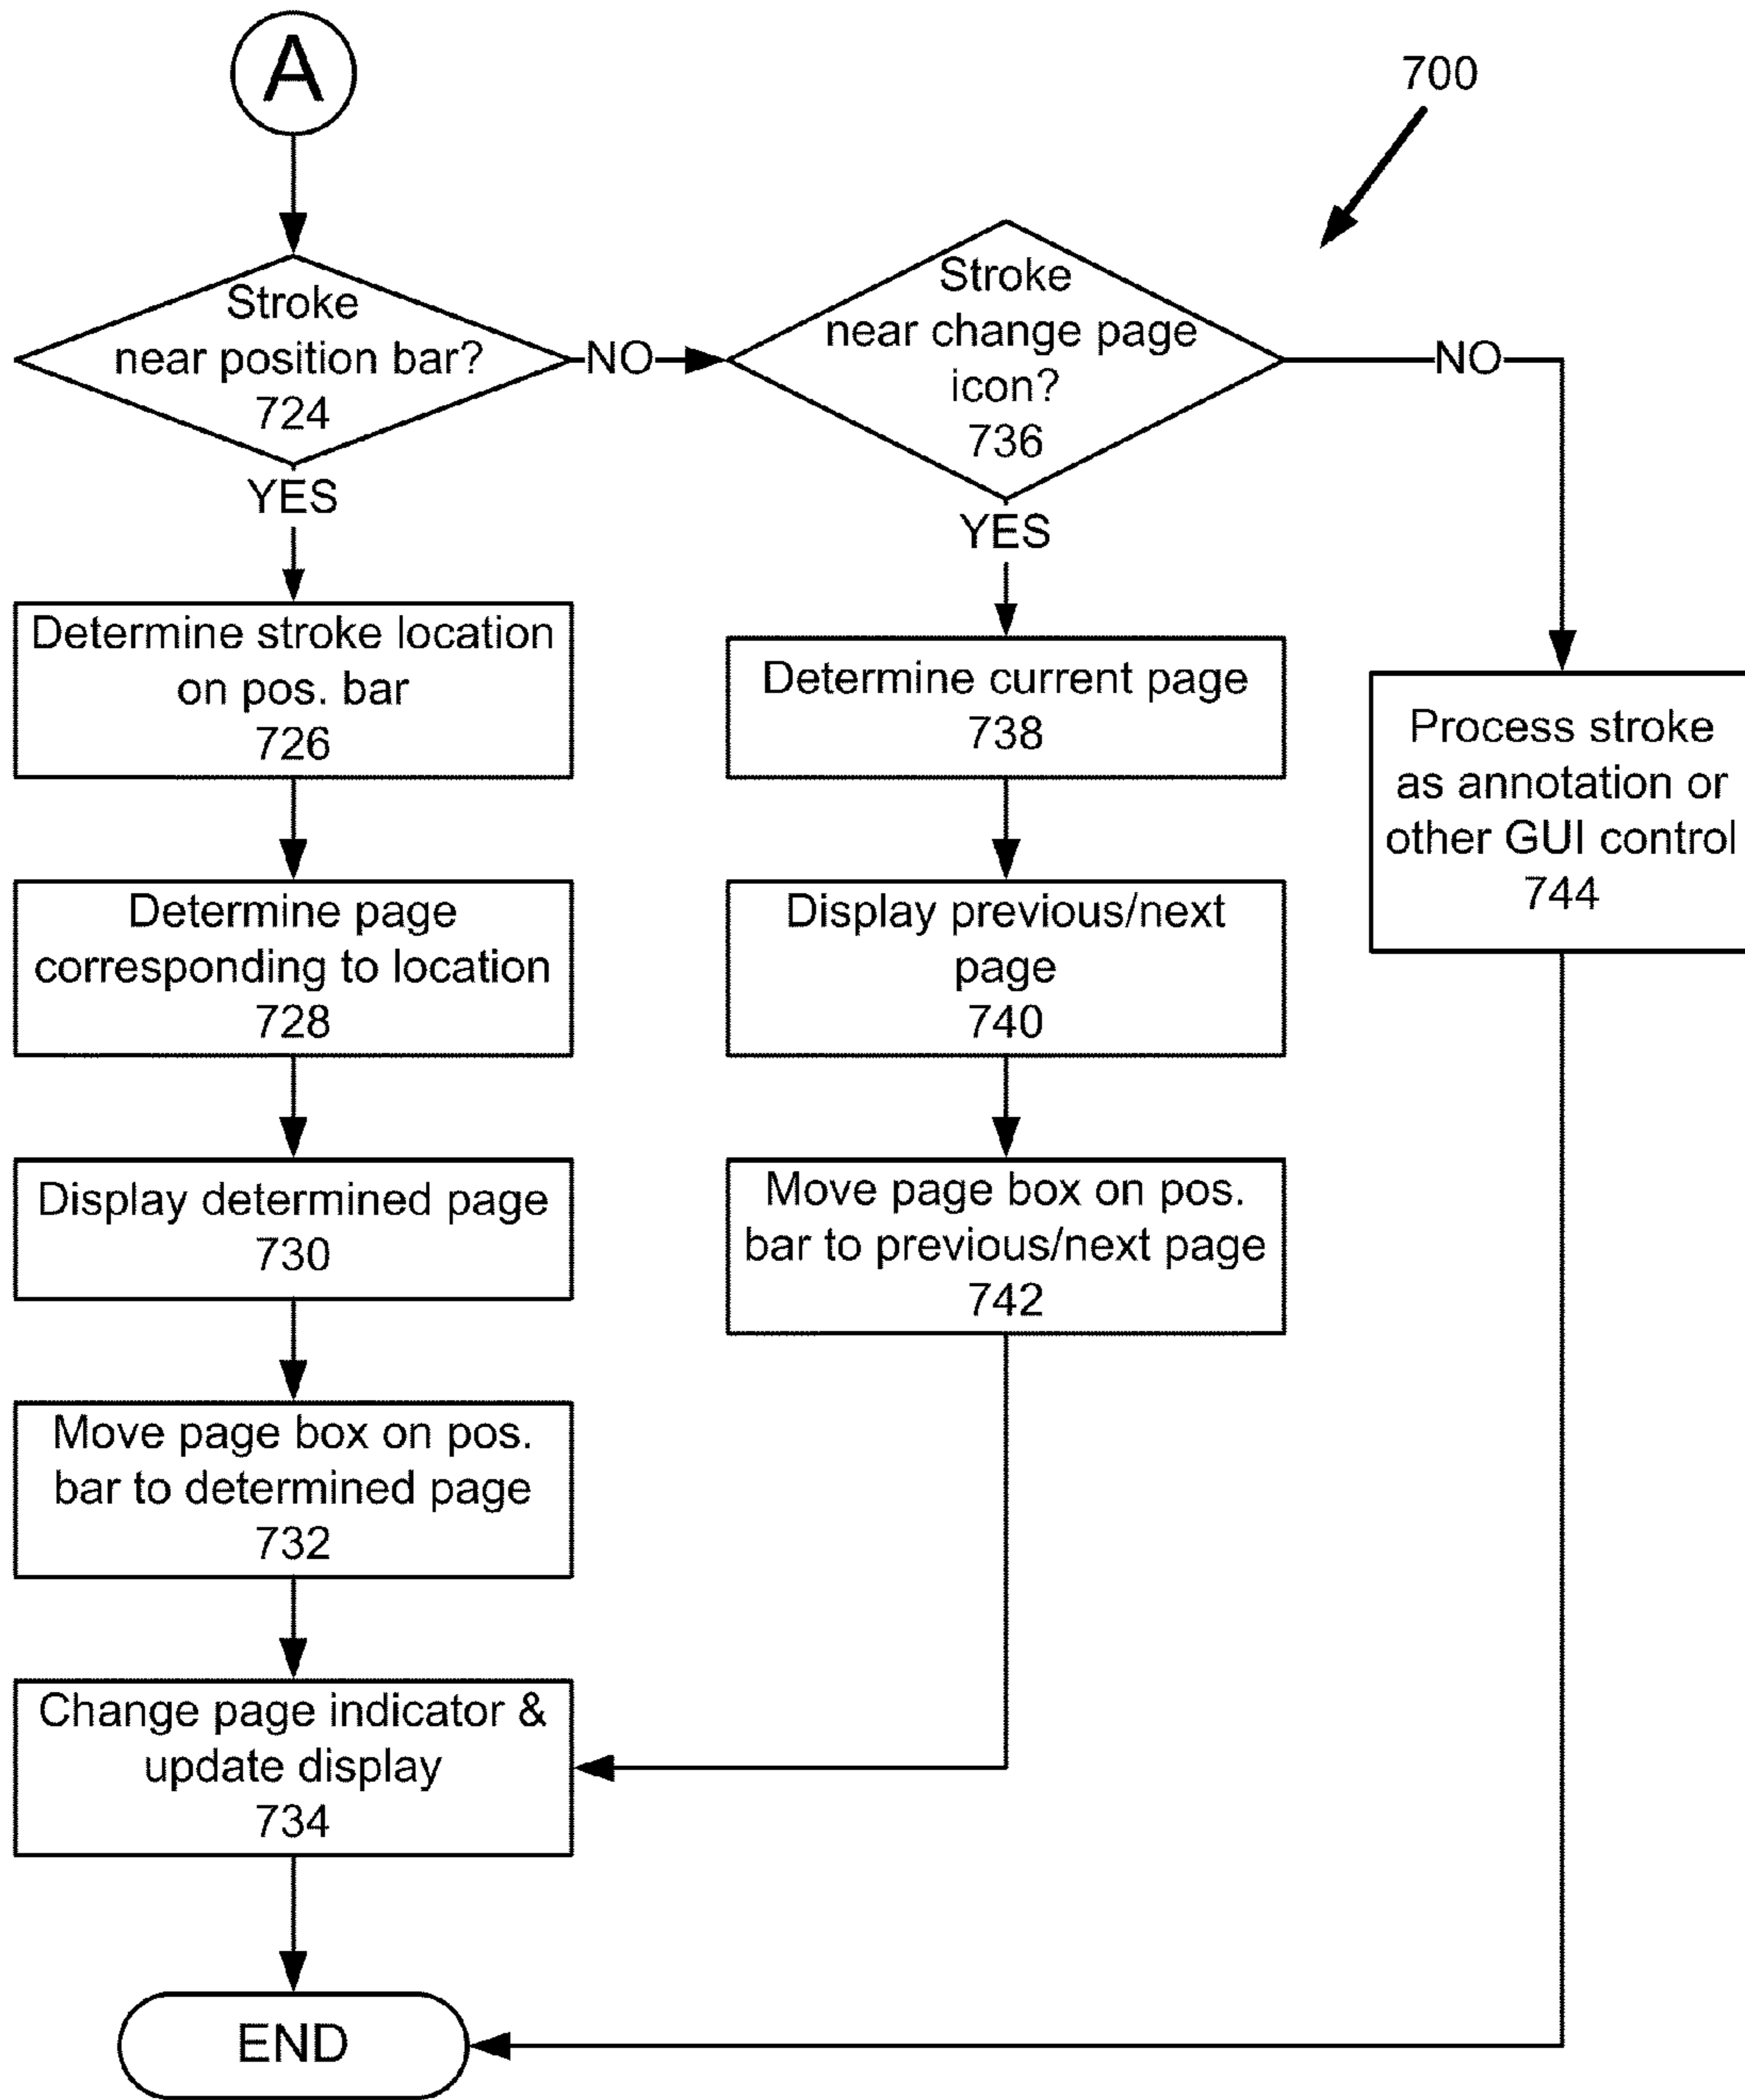 A
700
Stroke
near position bar?
724
NO
YES
Stroke
near change page
icon?
736
NO
YES
Determine stroke location
on pos. bar
726
Determine current page
738
Process stroke
as annotation or
other GUI control
744
Determine page
corresponding to location
728
Display previous/next
page
740
Display determined page
730
Move page box on pos.
bar to previous/next page
742
Move page box on pos.
bar to determined page
732
Change page indicator &
update display
734
END